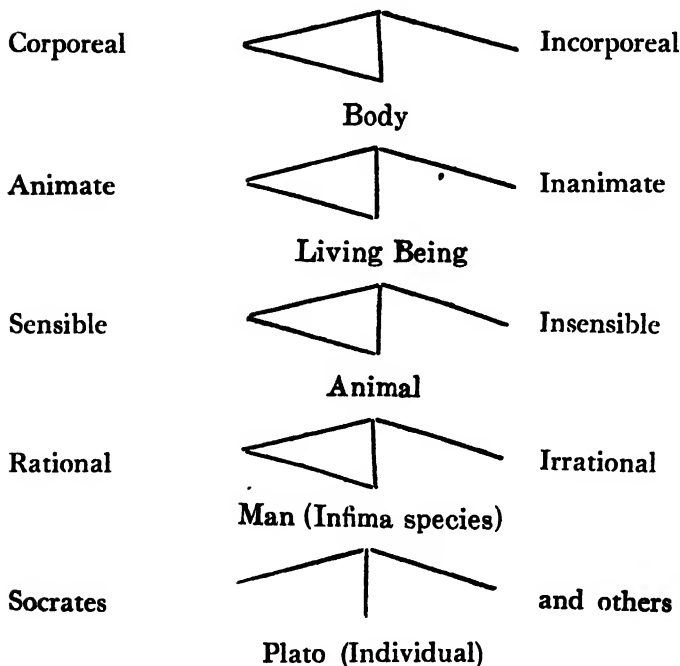 Corporeal Incorporeal
Body
Animate Inanimate
Living Being
Sensible Insensible
Animal
Rational Irrational
Man (Infima species)
Socrates and others
Plato (Individual)